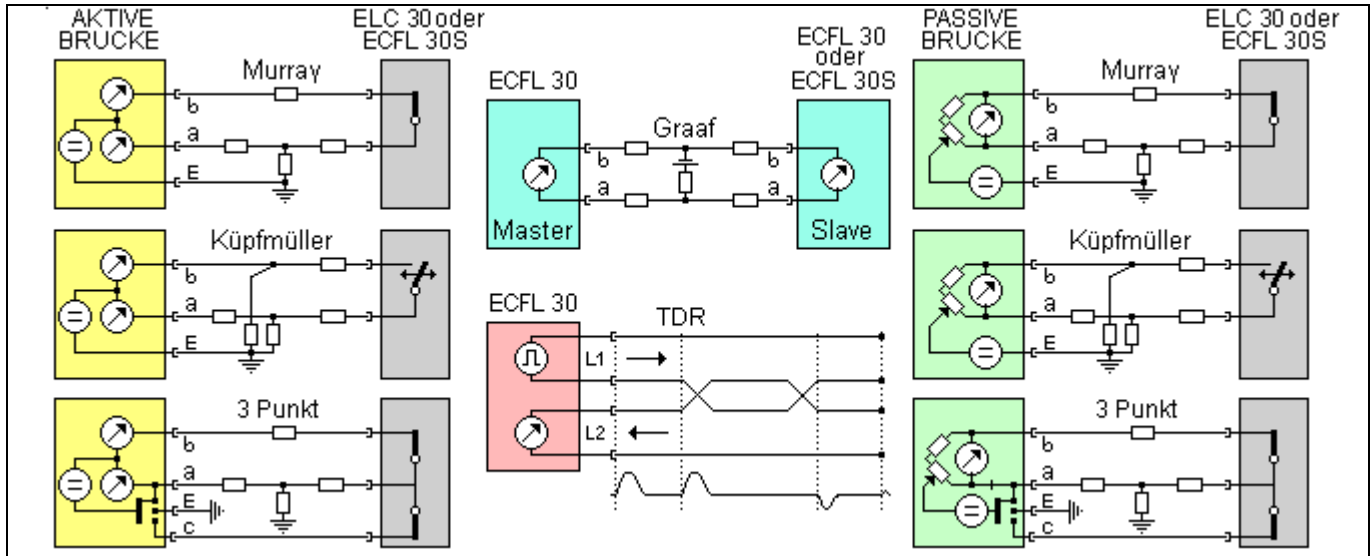 AKTIVE
BRUCKE
ELC 30 oder
ECFL 30S
Murray
b
a
E
Küpfmüller
b
a
E
3 Punkt
b
a
E
c
ECFL 30
ECFL 30
oder
ECFL 30S
Graaf
b
a
b
a
Master
Slave
ECFL 30
TDR
L1
L2
PASSIVE
BRUCKE
ELC 30 oder
ECFL 30S
Murray
b
a
E
Küpfmüller
b
a
E
3 Punkt
b
a
E
c